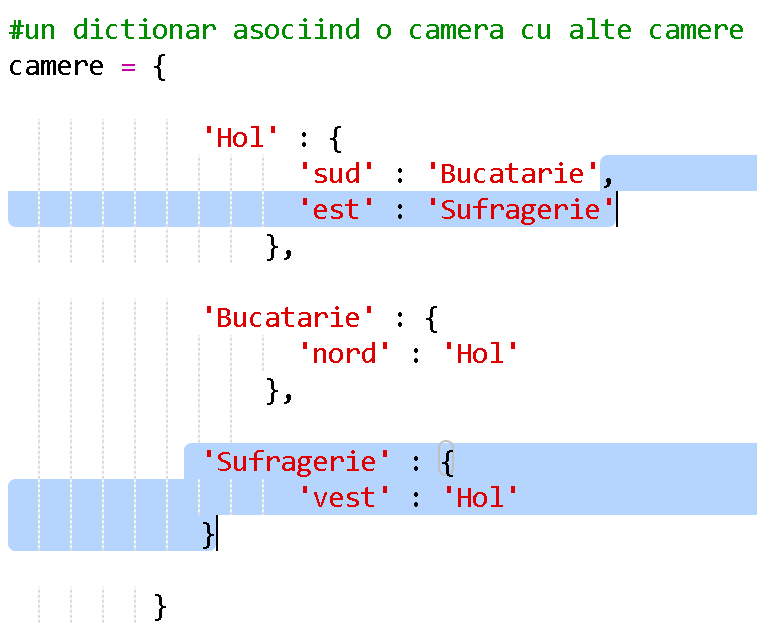 #un dictionar asociind o camera cu alte camere
camere = {
'Hol' : {
'sud' : 'Bucatarie',
'est' : 'Sufragerie'
},
'Bucatarie' : {
'nord' : 'Hol'
},
'Sufragerie' : {
'vest' : 'Hol'
}
}